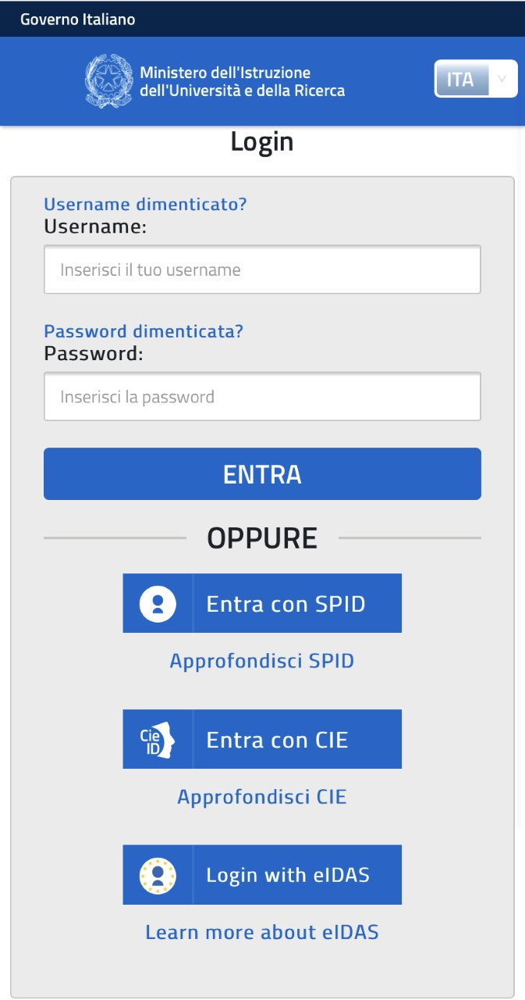 Governo Italiano
Ministero dell'Istruzione
dell'Università e della Ricerca
ITA
Login
Username dimenticato?
Username:
Inserisci il tuo username
Password dimenticata?
Password:
Inserisci la password
ENTRA
OPPURE
Entra con SPID
Approfondisci SPID
Cie
ID
Entra con CIE
Approfondisci CIE
Login with eIDAS
Learn more about eIDAS